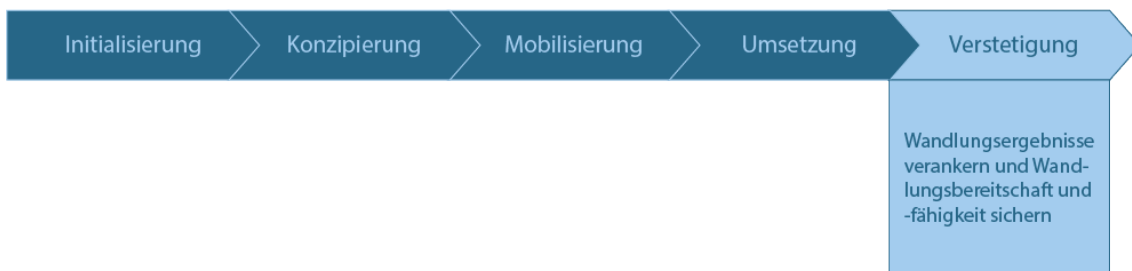 Initialisierung
Konzipierung
Mobilisierung
Umsetzung
Verstetigung
Wandlungsergebnisse
verankern und Wand-
lungsbereitschaft und
-fähigkeit sichern